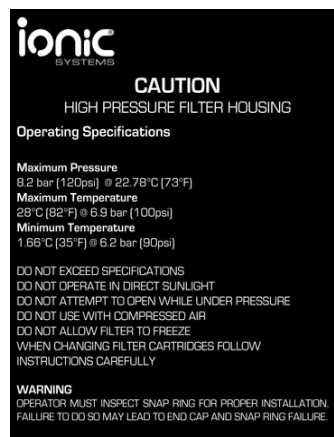 ionic
SYSTEMS
CAUTION
HIGH PRESSURE FILTER HOUSING
Operating Specifications
Maximum Pressure
8.2 bar (120psi) @ 22.78°C (73°F)
Maximum Temperature
28°C (82°F) @ 6.9 bar (100psi)
Minimum Temperature
1.66°C (35°F) @ 6.2 bar (90psi)
DO NOT EXCEED SPECIFICATIONS
DO NOT OPERATE IN DIRECT SUNLIGHT
DO NOT ATTEMPT TO OPEN WHILE UNDER PRESSURE
DO NOT USE WITH COMPRESSED AIR
DO NOT ALLOW FILTER TO FREEZE
WHEN CHANGING FILTER CARTRIDGES FOLLOW
INSTRUCTIONS CAREFULLY
WARNING
OPERATOR MUST INSPECT SNAP RING FOR PROPER INSTALLATION.
FAILURE TO DO SO MAY LEAD TO END CAP AND SNAP RING FAILURE.